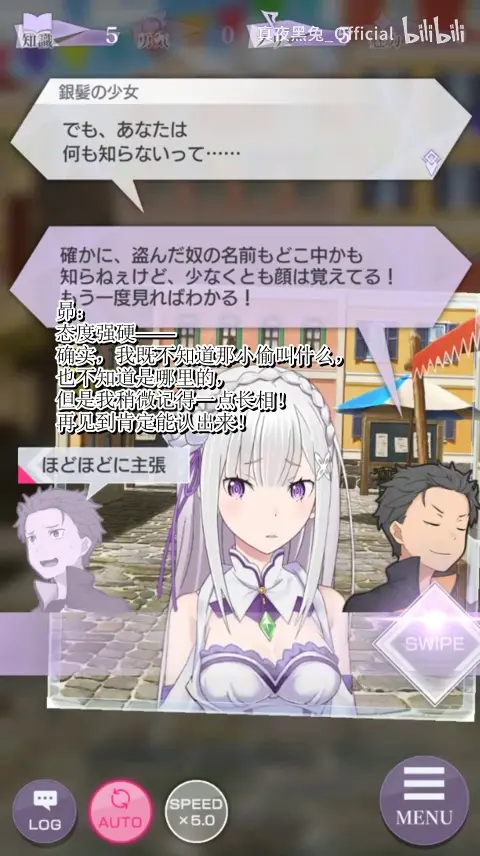 知識 5
0 5
真夜黑兔_Official bilibili
銀髪の少女
でも、あなたは
何も知らないって……
確かに、盗んだ奴の名前もどこ中かも
知らねぇけど、少なくとも顔は覚えてる！
もう一度見ればわかる！
昴：
态度强硬——
确实，我既不知道那小偷叫什么，
也不知道是哪里的，
但是我稍微记得一点长相！
再见到肯定能认出来！
ほどほどに主張
SWIPE
LOG
AUTO
SPEED
×5.0
MENU